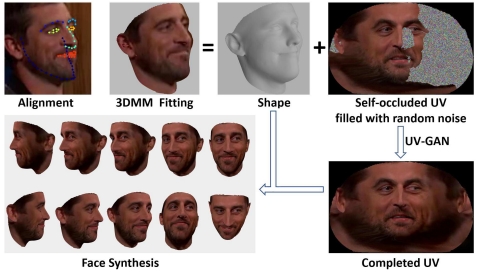 =
+
Alignment
3DMM Fitting
Shape
Self-occluded UV
filled with random noise
UV-GAN
Face Synthesis
Completed UV